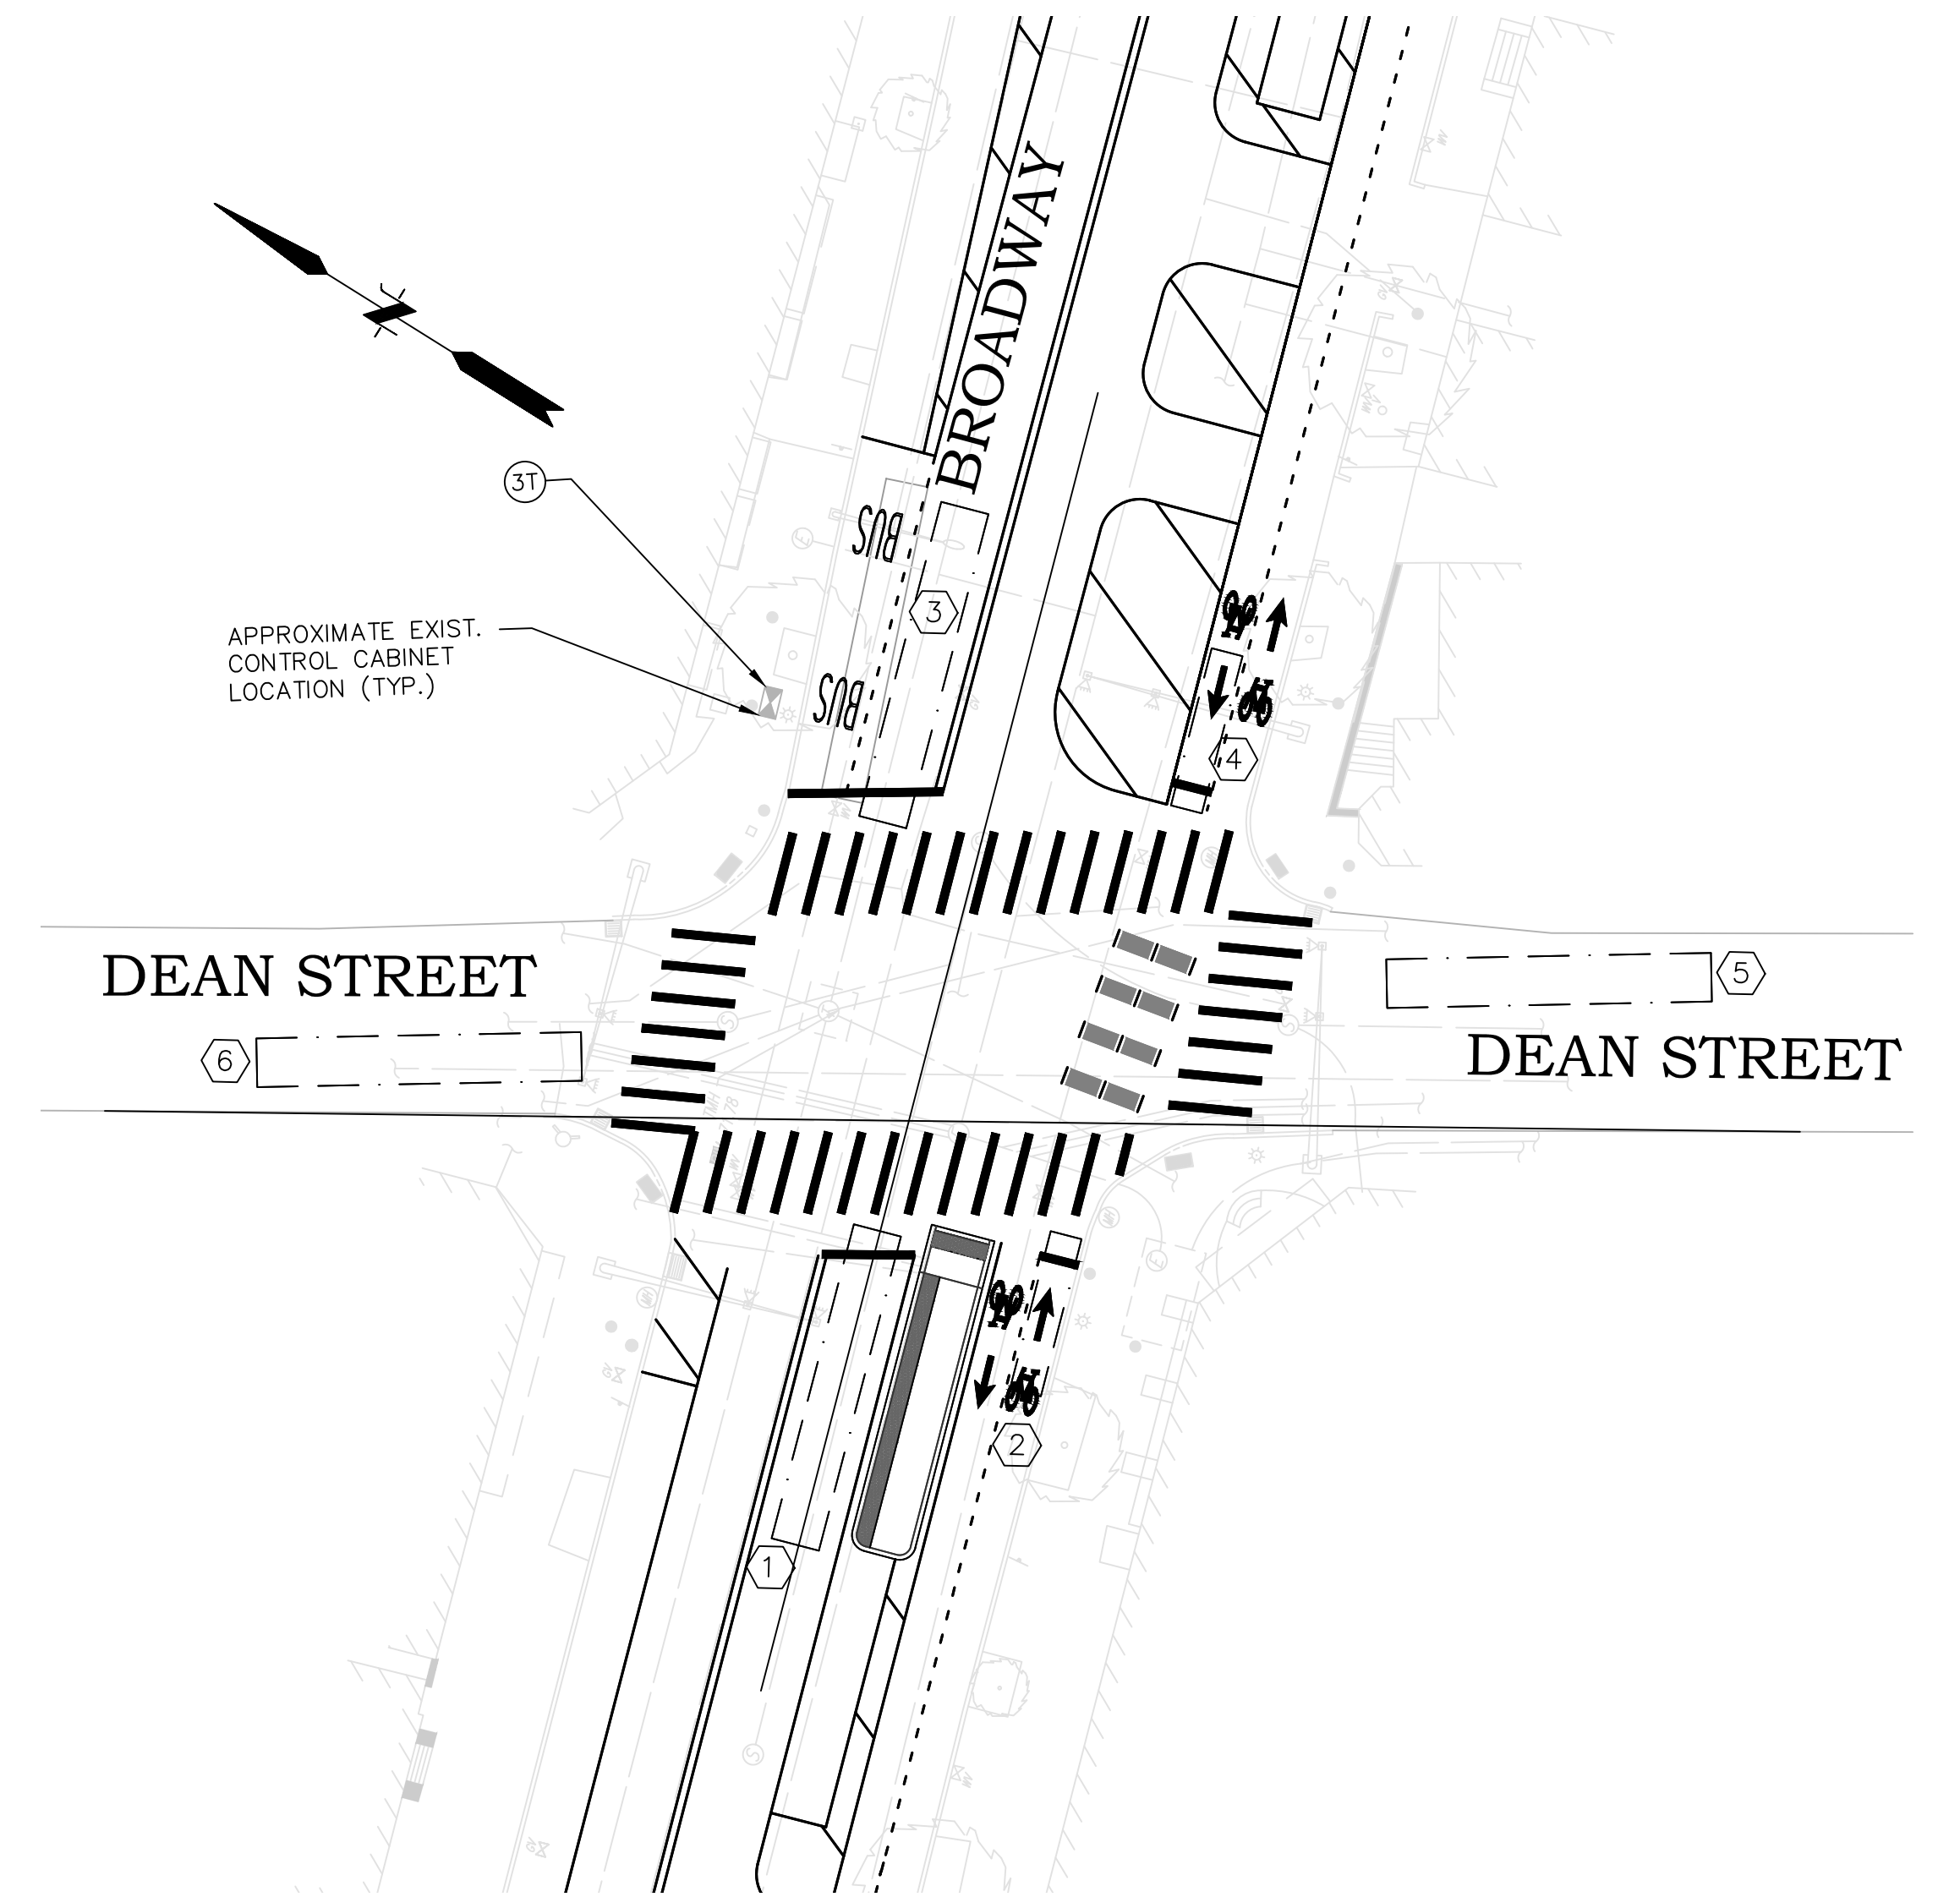 BROADWAY
3T
BUS
3
APPROXIMATE EXIST.
CONTROL CABINET
LOCATION (TYP.)
BUS
4
DEAN STREET
5
6
DEAN STREET
2
1